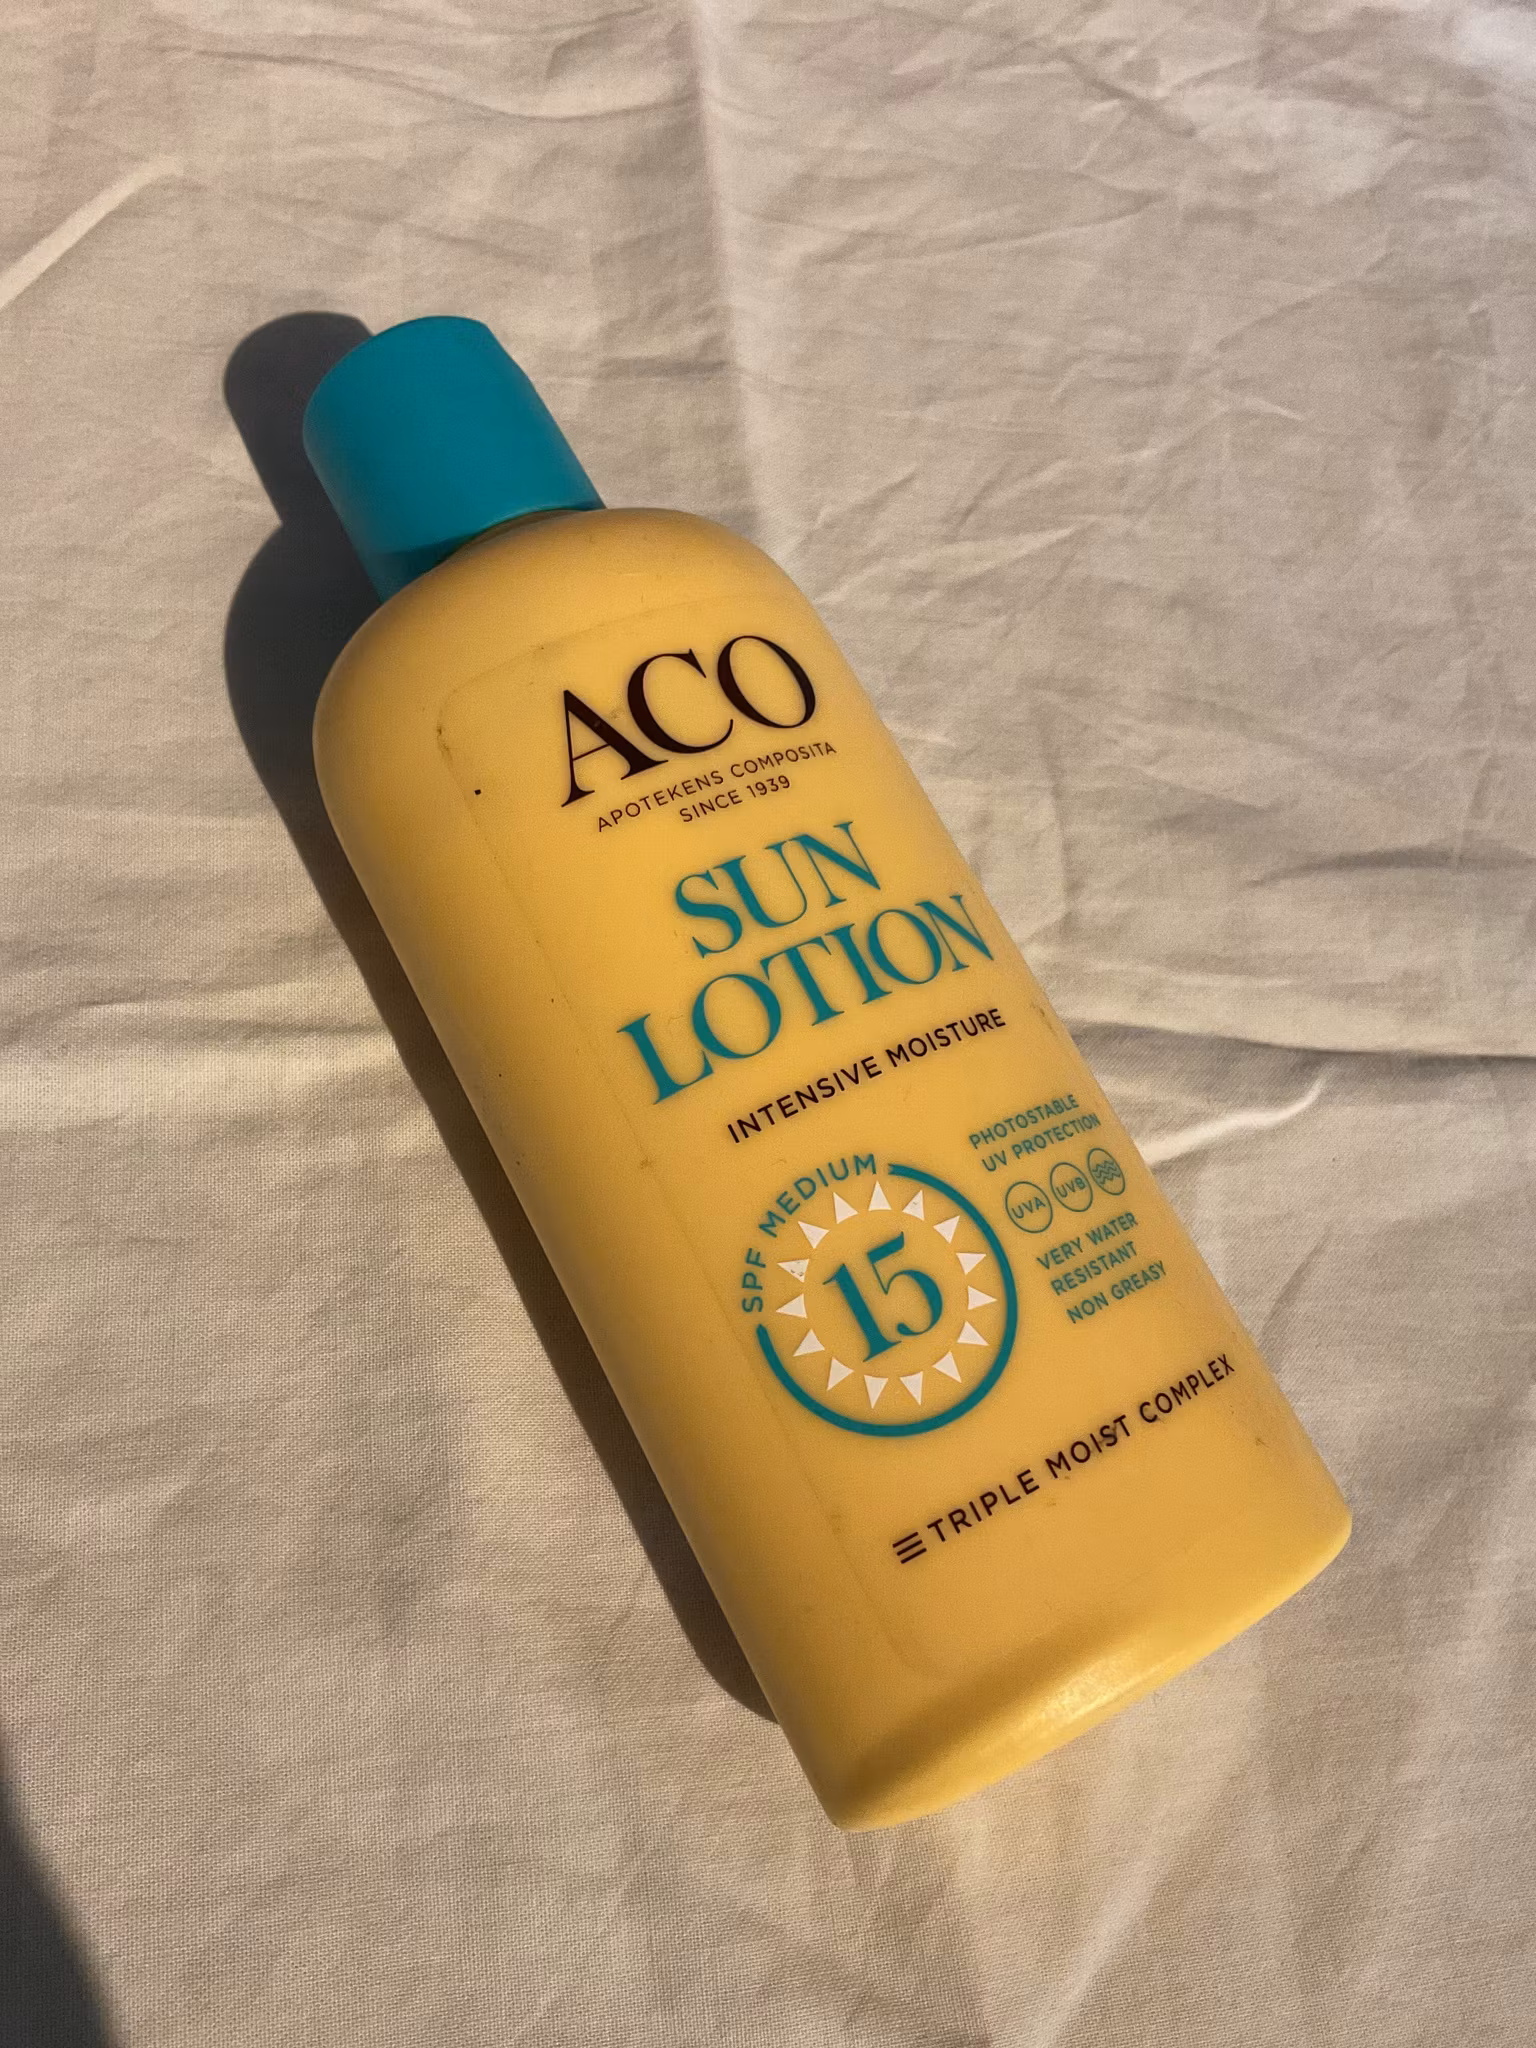 ACO
APOTEKENS COMPOSITA
SINCE 1939
SUN
LOTION
INTENSIVE MOISTURE
SPF MEDIUM
15
PHOTOSTABLE
UV PROTECTION
UVA UVB
VERY WATER
RESISTANT
NON GREASY
TRIPLE MOIST COMPLEX